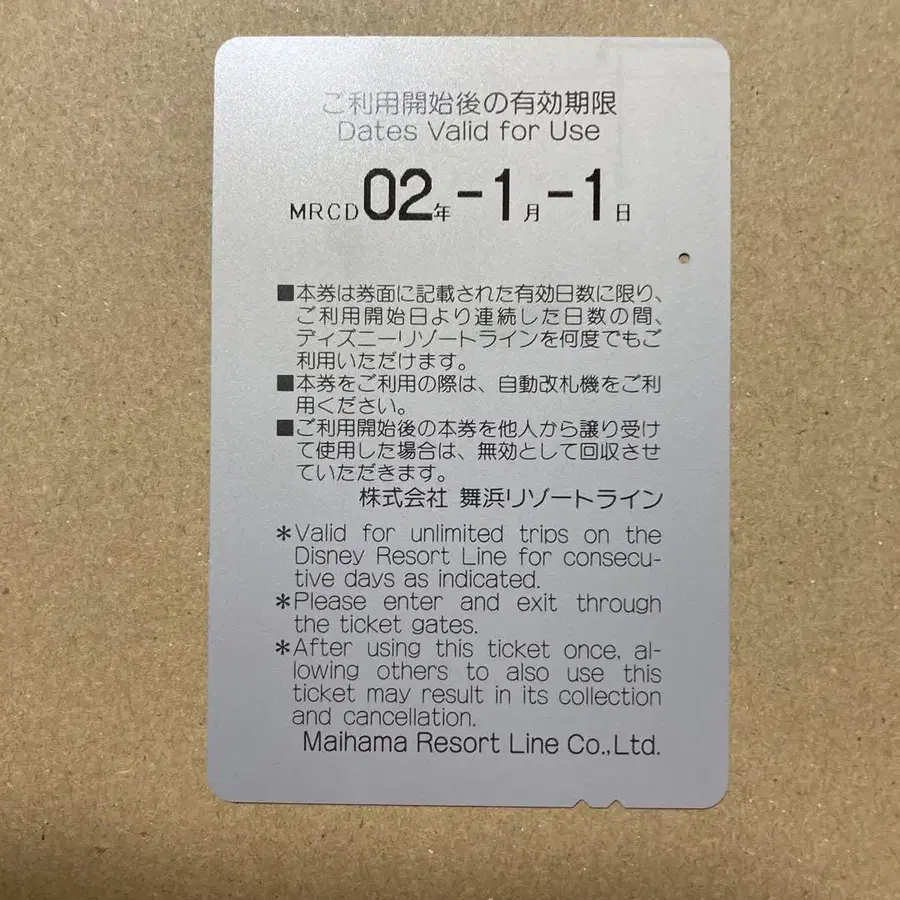 ご利用開始後の有効期限
Dates Valid for Use
MRCD02年-1月-1日
■本券は券面に記載された有効日数に限り、
ご利用開始日より連続した日数の間、
ディズニーリゾートラインを何度でもご
利用いただけます。
■本券をご利用の際は、自動改札機をご利
用ください。
■ご利用開始後の本券を他人から譲り受け
て使用した場合は、無効として回収させ
ていただきます。
株式会社 舞浜リゾートライン
*Valid for unlimited trips on the
Disney Resort Line for consecu-
tive days as indicated.
*Please enter and exit through
the ticket gates.
*After using this ticket once, al-
lowing others to also use this
ticket may result in its collection
and cancellation.
Maihama Resort Line Co.,Ltd.